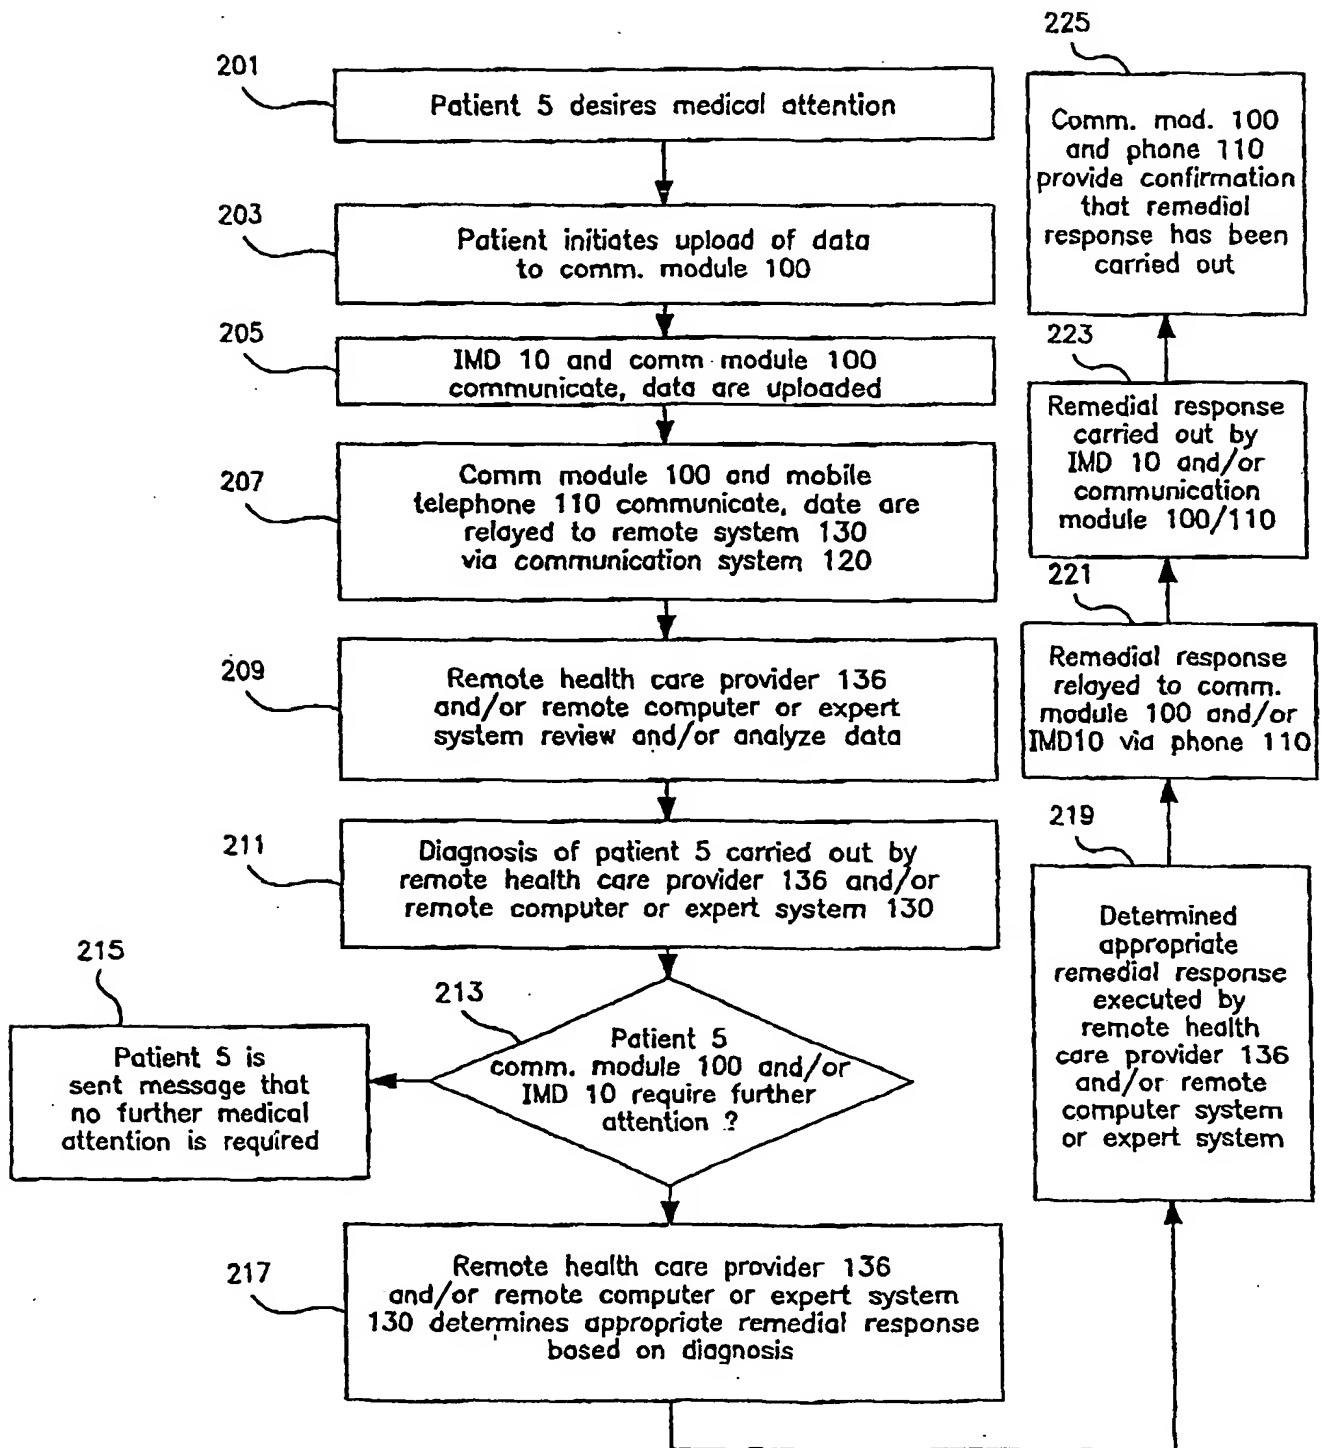 201
Patient 5 desires medical attention
203
Patient initiates upload of data
to comm. module 100
205
IMD 10 and comm module 100
communicate, data are uploaded
207
Comm module 100 and mobile
telephone 110 communicate, date are
relayed to remote system 130
via communication system 120
209
Remote health care provider 136
and/or remote computer or expert
system review and/or analyze data
211
Diagnosis of patient 5 carried out by
remote health care provider 136 and/or
remote computer or expert system 130
213
Patient 5
comm. module 100 and/or
IMD 10 require further
attention ?
215
Patient 5 is
sent message that
no further medical
attention is required
217
Remote health care provider 136
and/or remote computer or expert system
130 determines appropriate remedial response
based on diagnosis
219
Determined
appropriate
remedial response
executed by
remote health
care provider 136
and/or remote
computer system
or expert system
221
Remedial response
relayed to comm.
module 100 and/or
IMD10 via phone 110
223
Remedial response
carried out by
IMD 10 and/or
communication
module 100/110
225
Comm. mod. 100
and phone 110
provide confirmation
that remedial
response has been
carried out